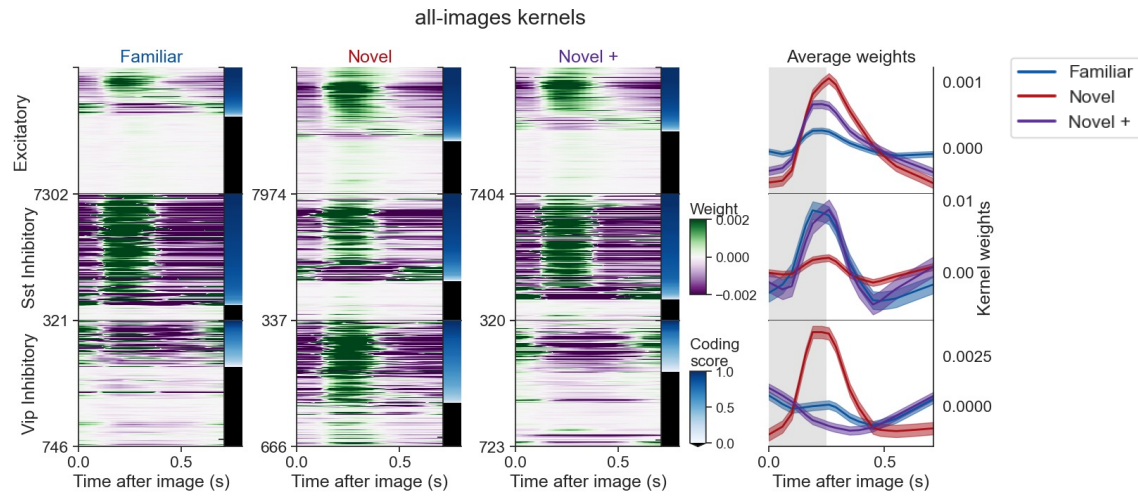 all-images kernels
Familiar
Novel
Novel +
Average weights
Excitatory
Sst Inhibitory
Vip Inhibitory
7302
7974
7404
321
337
320
746
666
723
0.0
0.5
Time after image (s)
0.0
0.5
Time after image (s)
0.0
0.5
Time after image (s)
0.0
0.5
Time after image (s)
Weight
0.002
0.000
-0.002
Coding
score
1.0
0.5
0.0
0.001
0.000
0.01
0.00
0.0025
0.0000
Kernel weights
Familiar
Novel
Novel +